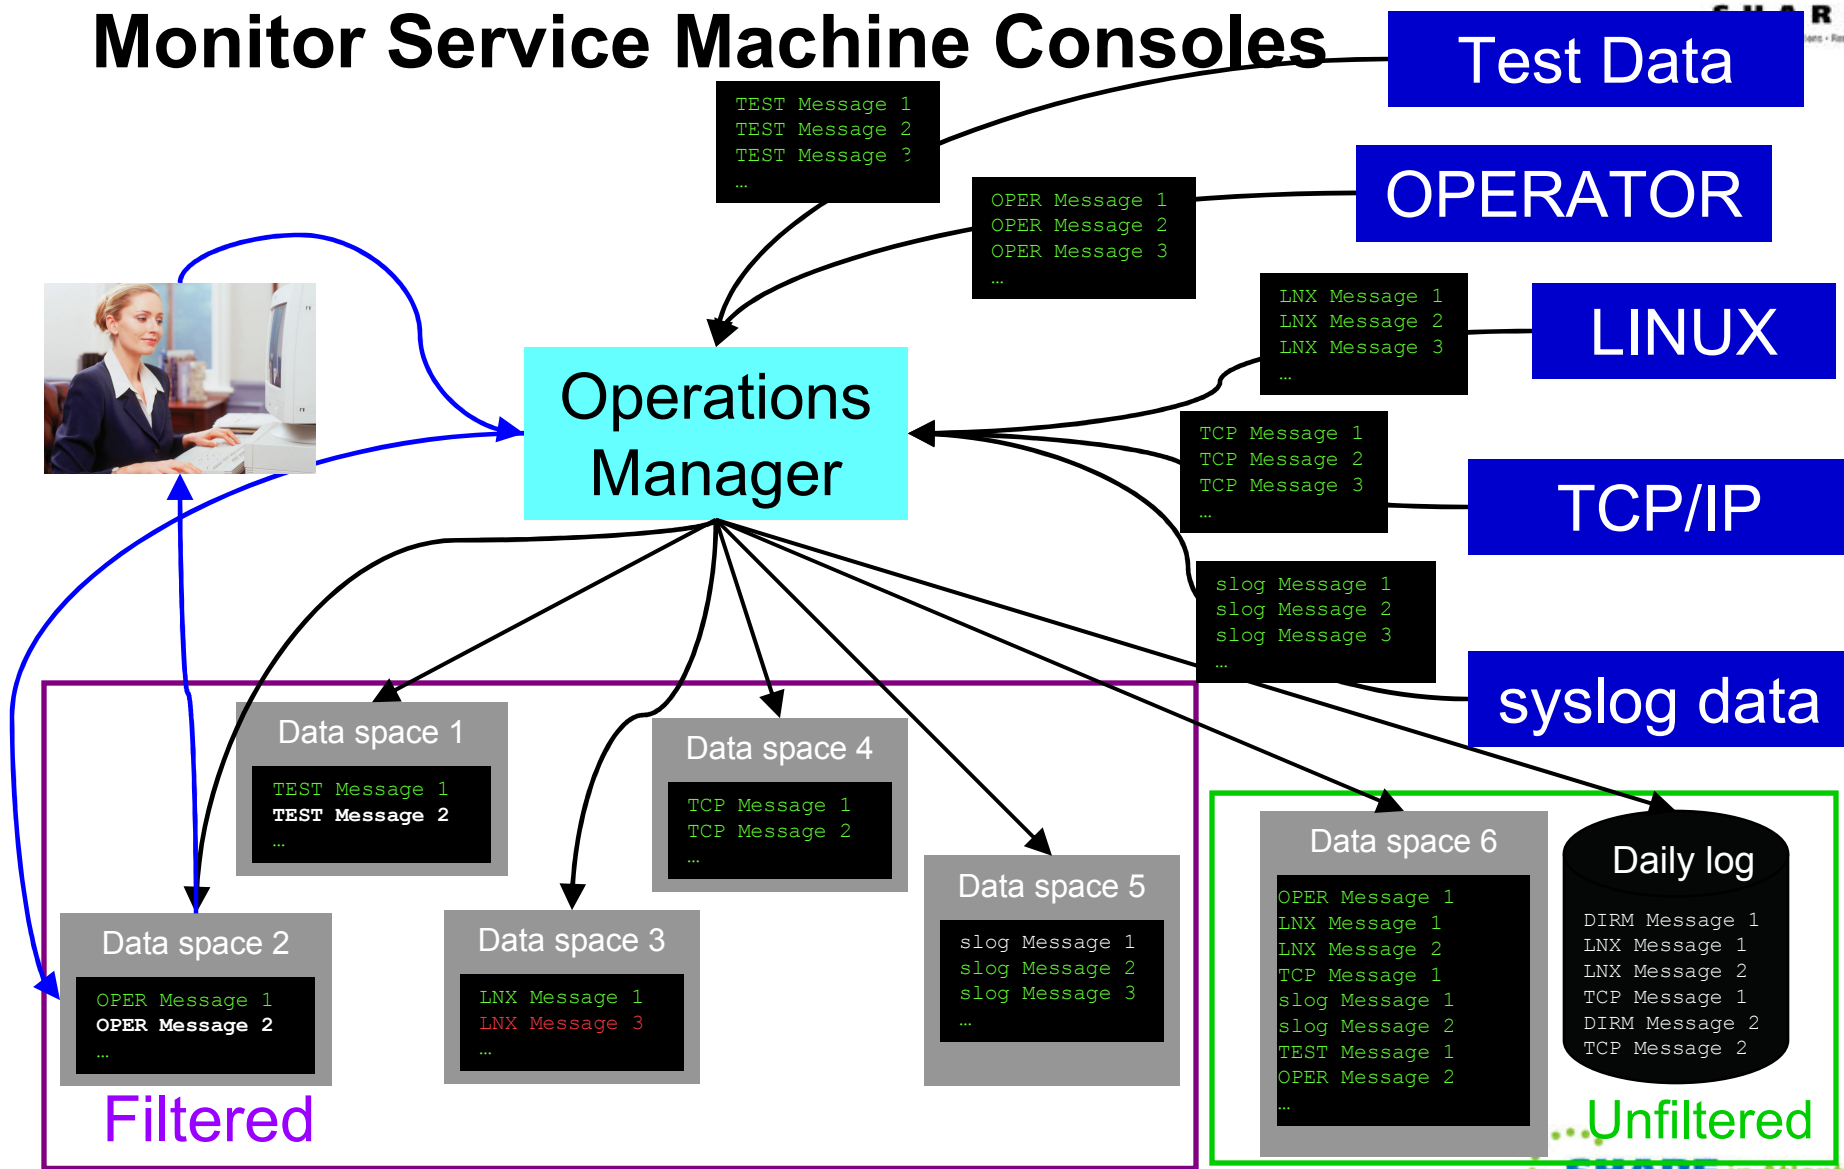 Monitor Service Machine Consoles
Test Data
TEST Message 1
TEST Message 2
TEST Message 3
…
OPERATOR
OPER Message 1
OPER Message 2
OPER Message 3
…
LINUX
LNX Message 1
LNX Message 2
LNX Message 3
…
Operations
Manager
TCP Message 1
TCP Message 2
TCP Message 3
…
TCP/IP
slog Message 1
slog Message 2
slog Message 3
…
syslog data
Data space 1
TEST Message 1
TEST Message 2
…
Data space 4
TCP Message 1
TCP Message 2
…
Data space 2
OPER Message 1
OPER Message 2
…
Data space 3
LNX Message 1
LNX Message 3
…
Data space 5
slog Message 1
slog Message 2
slog Message 3
…
Filtered
Data space 6
OPER Message 1
LNX Message 1
LNX Message 2
TCP Message 1
slog Message 1
slog Message 2
TEST Message 1
OPER Message 2
…
Daily log
DIRM Message 1
LNX Message 1
LNX Message 2
TCP Message 1
DIRM Message 2
TCP Message 2
Unfiltered